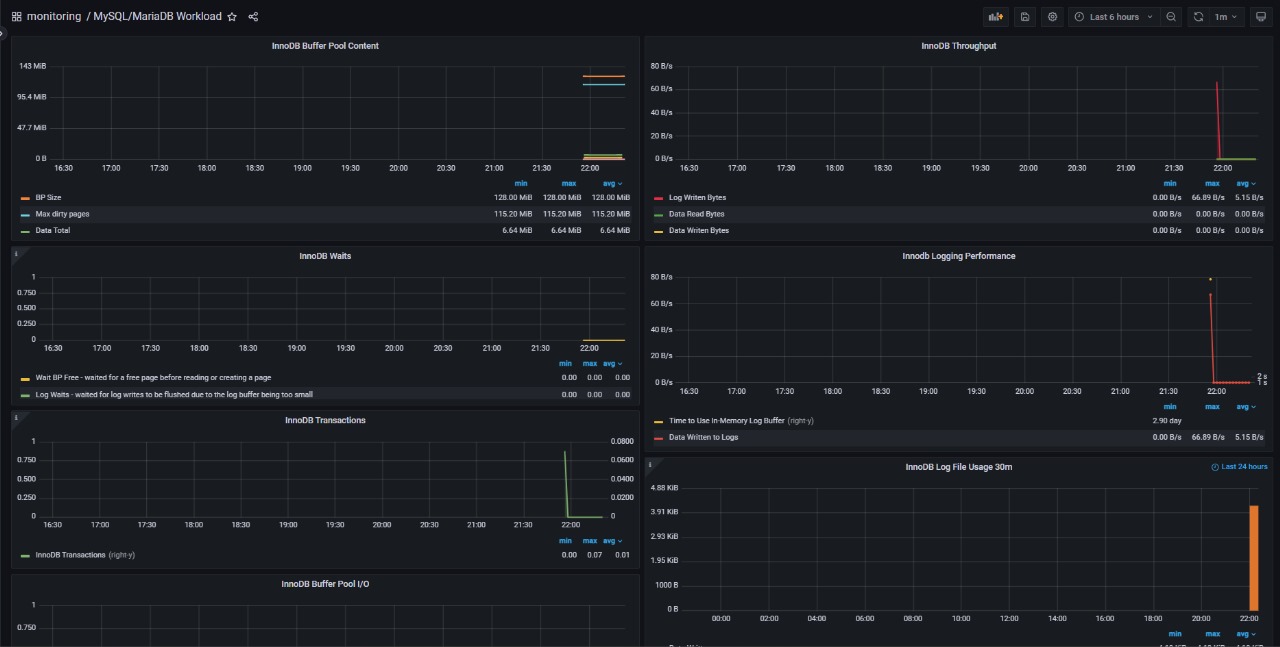 monitoring / MySQL/MariaDB Workload
Last 6 hours
1m
InnoDB Buffer Pool Content
143 MiB
95.4 MiB
47.7 MiB
0 B
16:30 17:00 17:30 18:00 18:30 19:00 19:30 20:00 20:30 21:00 21:30 22:00
min max avg
BP Size 128.00 MiB 128.00 MiB 128.00 MiB
Max dirty pages 115.20 MiB 115.20 MiB 115.20 MiB
Data Total 6.64 MiB 6.64 MiB 6.64 MiB
InnoDB Throughput
80 B/s
60 B/s
40 B/s
20 B/s
0 B/s
16:30 17:00 17:30 18:00 18:30 19:00 19:30 20:00 20:30 21:00 21:30 22:00
min max avg
Log Writen Bytes 0.00 B/s 66.89 B/s 5.15 B/s
Data Read Bytes 0.00 B/s 0.00 B/s 0.00 B/s
Data Writen Bytes 0.00 B/s 0.00 B/s 0.00 B/s
InnoDB Waits
1
0.750
0.500
0.250
0
16:30 17:00 17:30 18:00 18:30 19:00 19:30 20:00 20:30 21:00 21:30 22:00
min max avg
Wait BP Free - waited for a free page before reading or creating a page 0.00 0.00 0.00
Log Waits - waited for log writes to be flushed due to the log buffer being too small 0.00 0.00 0.00
Innodb Logging Performance
80 B/s
60 B/s
40 B/s
20 B/s
0 B/s
2 s
1 s
16:30 17:00 17:30 18:00 18:30 19:00 19:30 20:00 20:30 21:00 21:30 22:00
min max avg
Time to Use In-Memory Log Buffer (right-y) 2.90 day
Data Written to Logs 0.00 B/s 66.89 B/s 5.15 B/s
InnoDB Transactions
1
0.750
0.500
0.250
0
0.0800
0.0600
0.0400
0.0200
0
16:30 17:00 17:30 18:00 18:30 19:00 19:30 20:00 20:30 21:00 21:30 22:00
min max avg
InnoDB Transactions (right-y) 0.00 0.07 0.01
InnoDB Log File Usage 30m
Last 24 hours
4.88 KiB
3.91 KiB
2.93 KiB
1.95 KiB
1000 B
0 B
00:00 02:00 04:00 06:00 08:00 10:00 12:00 14:00 16:00 18:00 20:00 22:00
min max avg
InnoDB Buffer Pool I/O
1
0.750